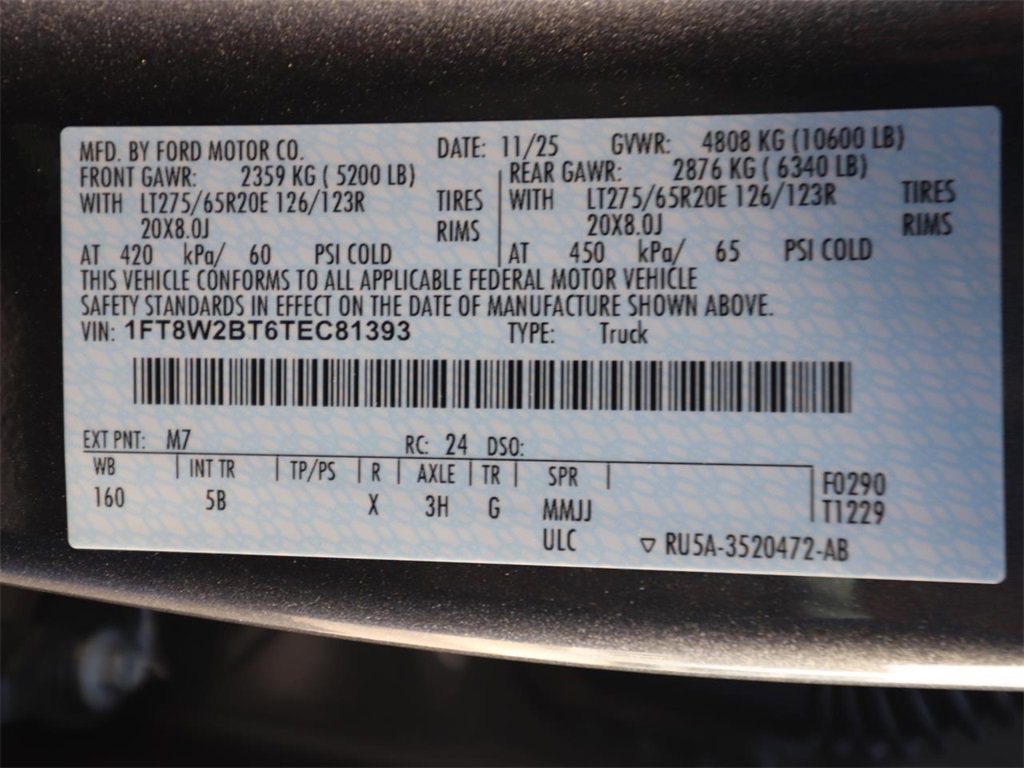 MFD. BY FORD MOTOR CO. DATE: 11/25 GVWR: 4808 KG (10600 LB)
FRONT GAWR: 2359 KG ( 5200 LB) REAR GAWR: 2876 KG ( 6340 LB)
WITH LT275/65R20E 126/123R TIRES WITH LT275/65R20E 126/123R TIRES
20X8.0J RIMS 20X8.0J RIMS
AT 420 kPa/ 60 PSI COLD AT 450 kPa/ 65 PSI COLD
THIS VEHICLE CONFORMS TO ALL APPLICABLE FEDERAL MOTOR VEHICLE
SAFETY STANDARDS IN EFFECT ON THE DATE OF MANUFACTURE SHOWN ABOVE.
VIN: 1FT8W2BT6TEC81393 TYPE: Truck
EXT PNT: M7 RC: 24 DSO:
WB INT TR TP/PS R AXLE TR SPR F0290
160 5B X 3H G MMJJ T1229
ULC ▽ RU5A-3520472-AB